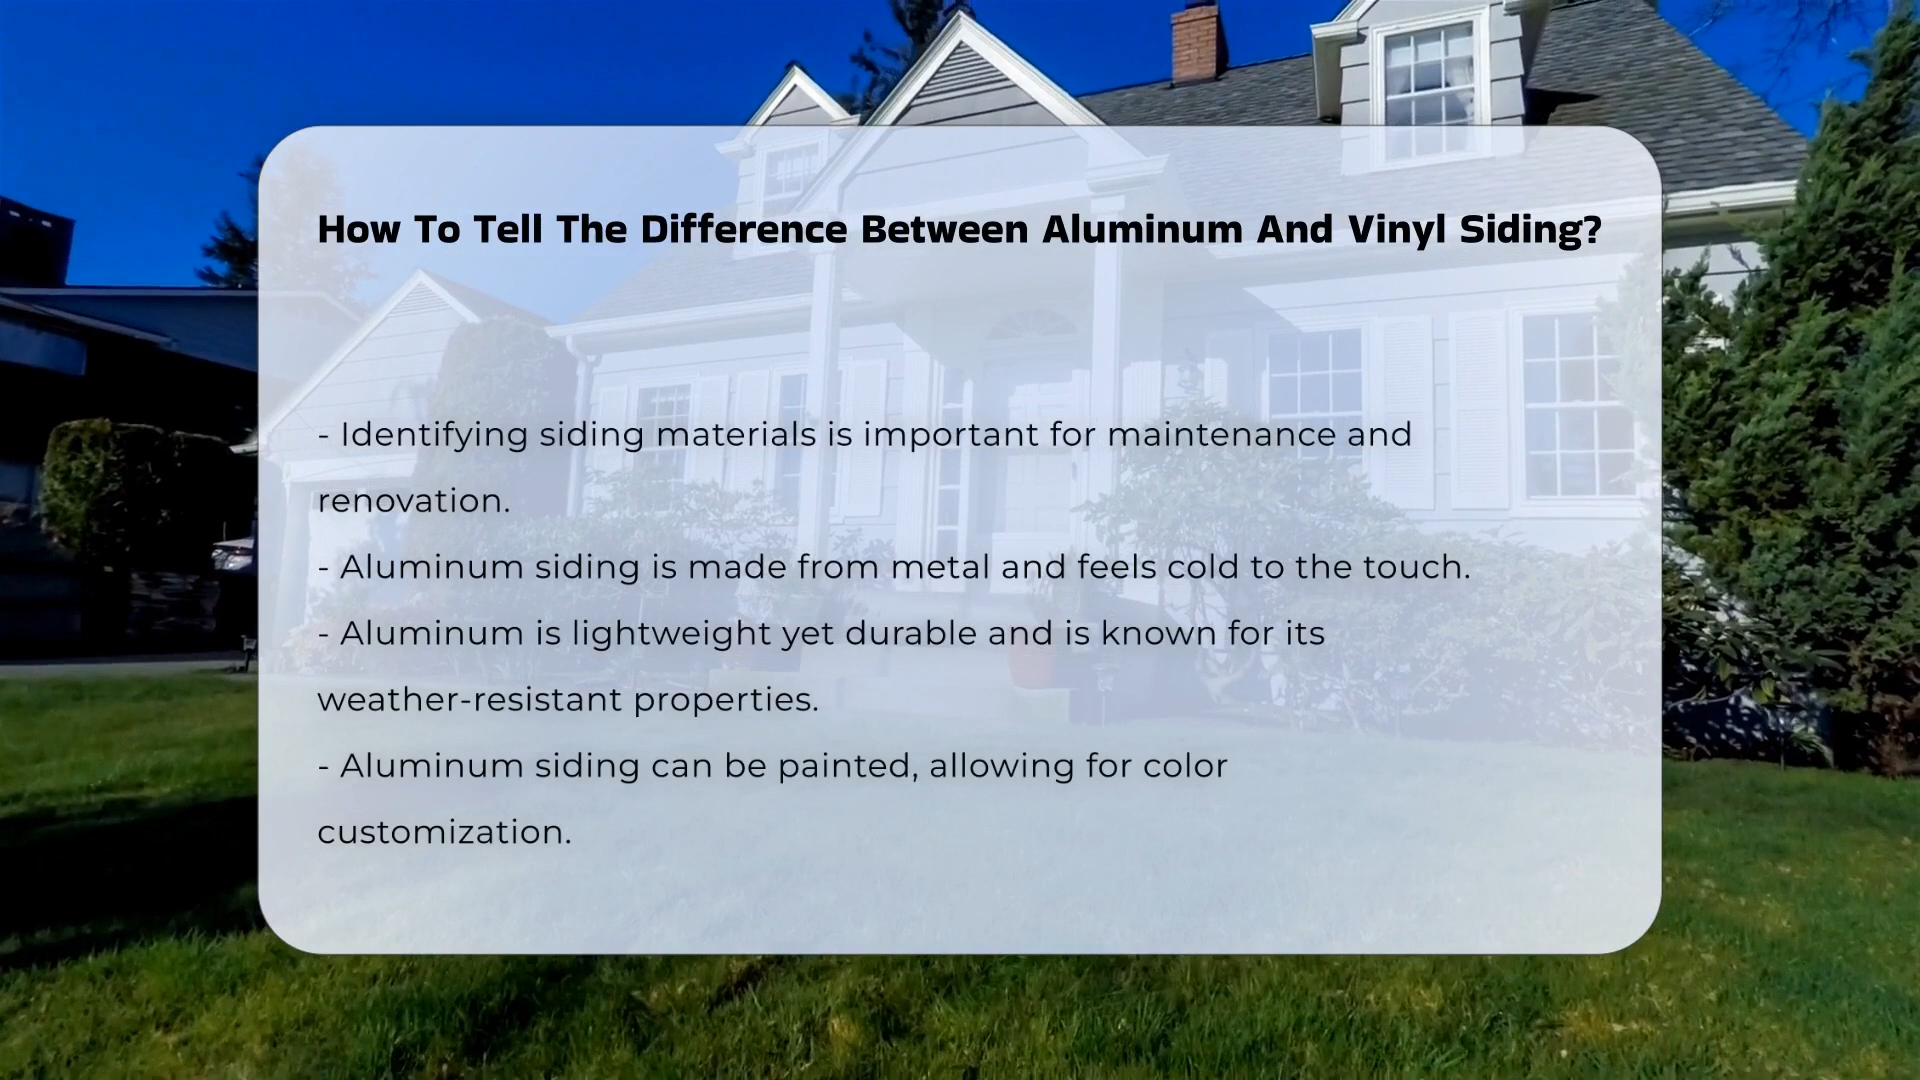 How To Tell The Difference Between Aluminum And Vinyl Siding?
- Identifying siding materials is important for maintenance and
renovation.
- Aluminum siding is made from metal and feels cold to the touch.
- Aluminum is lightweight yet durable and is known for its
weather-resistant properties.
- Aluminum siding can be painted, allowing for color
customization.